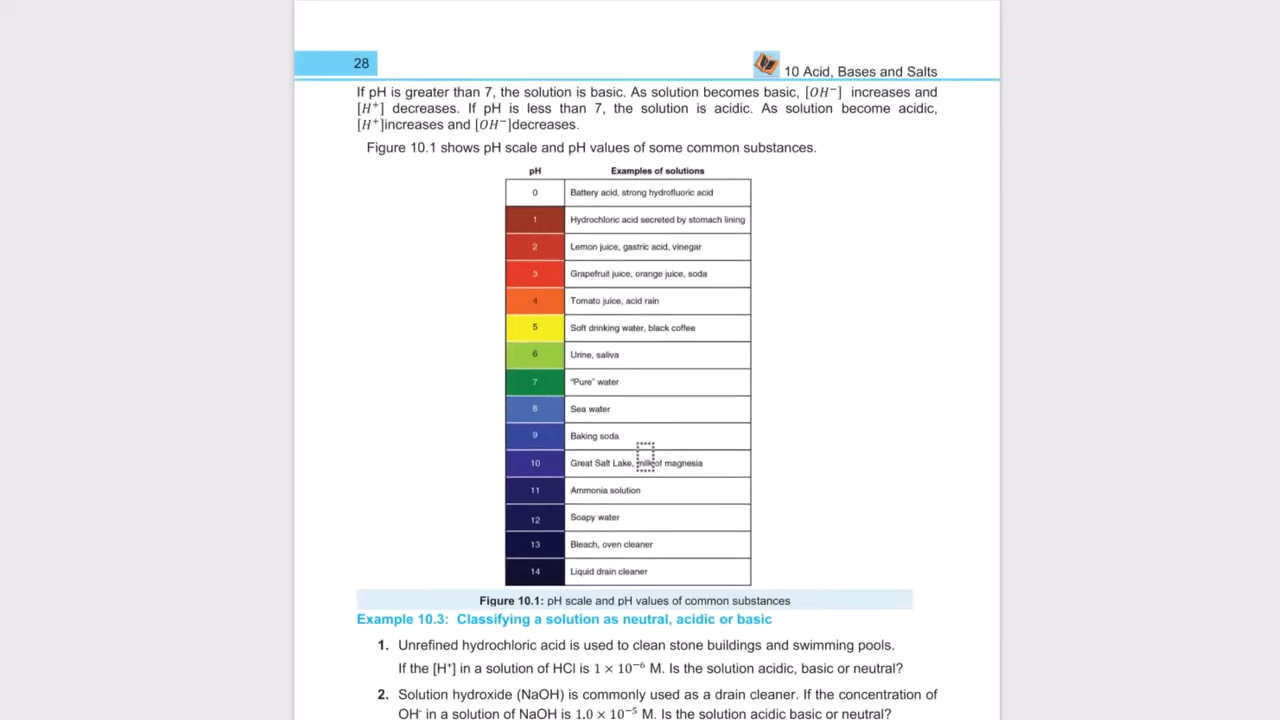 28
10 Acid, Bases and Salts
If pH is greater than 7, the solution is basic. As solution becomes basic, [OH⁻] increases and
[H⁺] decreases. If pH is less than 7, the solution is acidic. As solution become acidic,
[H⁺]increases and [OH⁻]decreases.
Figure 10.1 shows pH scale and pH values of some common substances.
pH Examples of solutions
0 Battery acid, strong hydrofluoric acid
1 Hydrochloric acid secreted by stomach lining
2 Lemon juice, gastric acid, vinegar
3 Grapefruit juice, orange juice, soda
4 Tomato juice, acid rain
5 Soft drinking water, black coffee
6 Urine, saliva
7 "Pure" water
8 Sea water
9 Baking soda
10 Great Salt Lake, milk of magnesia
11 Ammonia solution
12 Soapy water
13 Bleach, oven cleaner
14 Liquid drain cleaner
Figure 10.1: pH scale and pH values of common substances
Example 10.3: Classifying a solution as neutral, acidic or basic
1. Unrefined hydrochloric acid is used to clean stone buildings and swimming pools.
If the [H⁺] in a solution of HCl is 1 × 10⁻⁶ M. Is the solution acidic, basic or neutral?
2. Solution hydroxide (NaOH) is commonly used as a drain cleaner. If the concentration of
OH⁻ in a solution of NaOH is 1.0 × 10⁻⁵ M. Is the solution acidic basic or neutral?